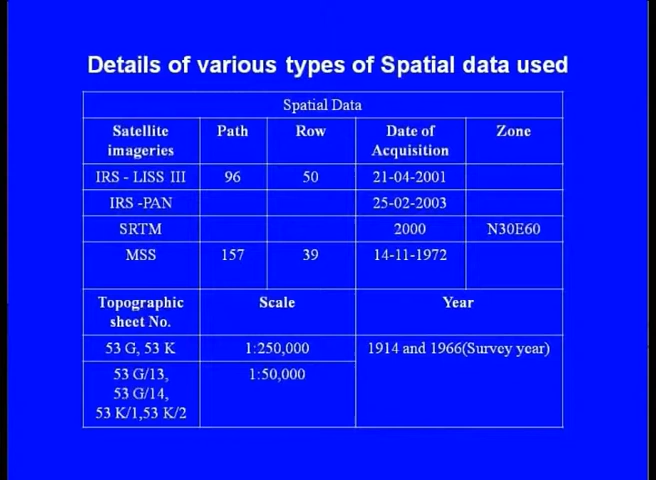 Details of various types of Spatial data used
Spatial Data
Satellite imageries Path Row Date of Acquisition Zone
IRS - LISS III 96 50 21-04-2001
IRS -PAN 25-02-2003
SRTM 2000 N30E60
MSS 157 39 14-11-1972
Topographic sheet No. Scale Year
53 G, 53 K 1:250,000 1914 and 1966(Survey year)
53 G/13, 1:50,000
53 G/14,
53 K/1,53 K/2